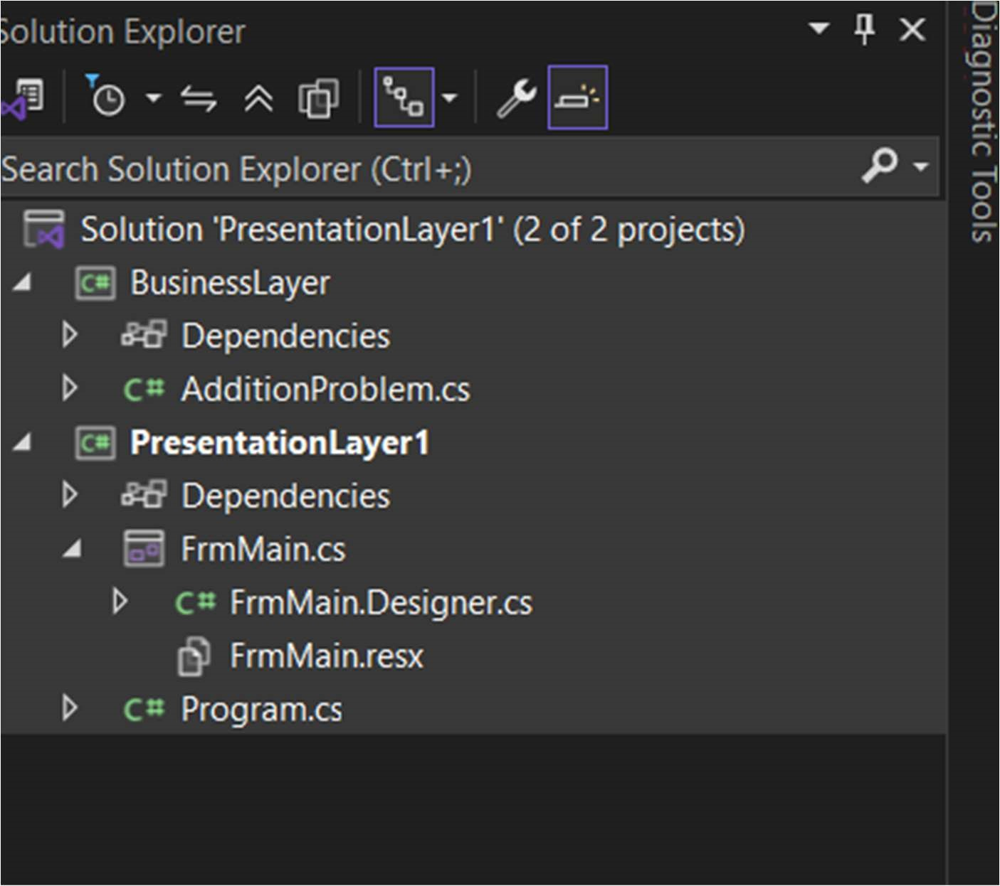 Solution Explorer
Search Solution Explorer (Ctrl+;)
Solution 'PresentationLayer1' (2 of 2 projects)
C# BusinessLayer
Dependencies
C# AdditionProblem.cs
C# PresentationLayer1
Dependencies
FrmMain.cs
C# FrmMain.Designer.cs
FrmMain.resx
C# Program.cs
Diagnostic Tools